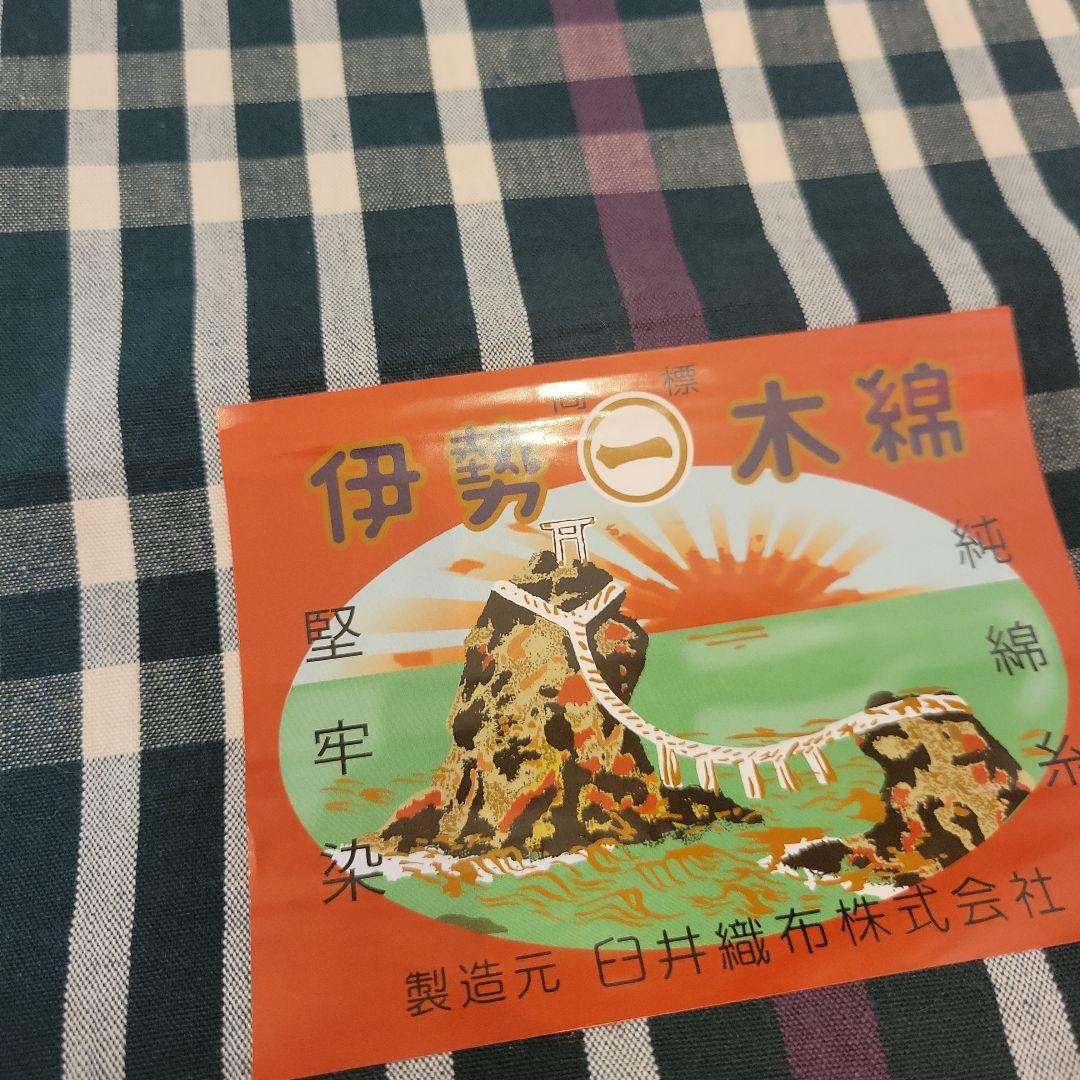 商標
伊勢㊀木綿
純綿糸
堅牢染
製造元 臼井織布株式会社